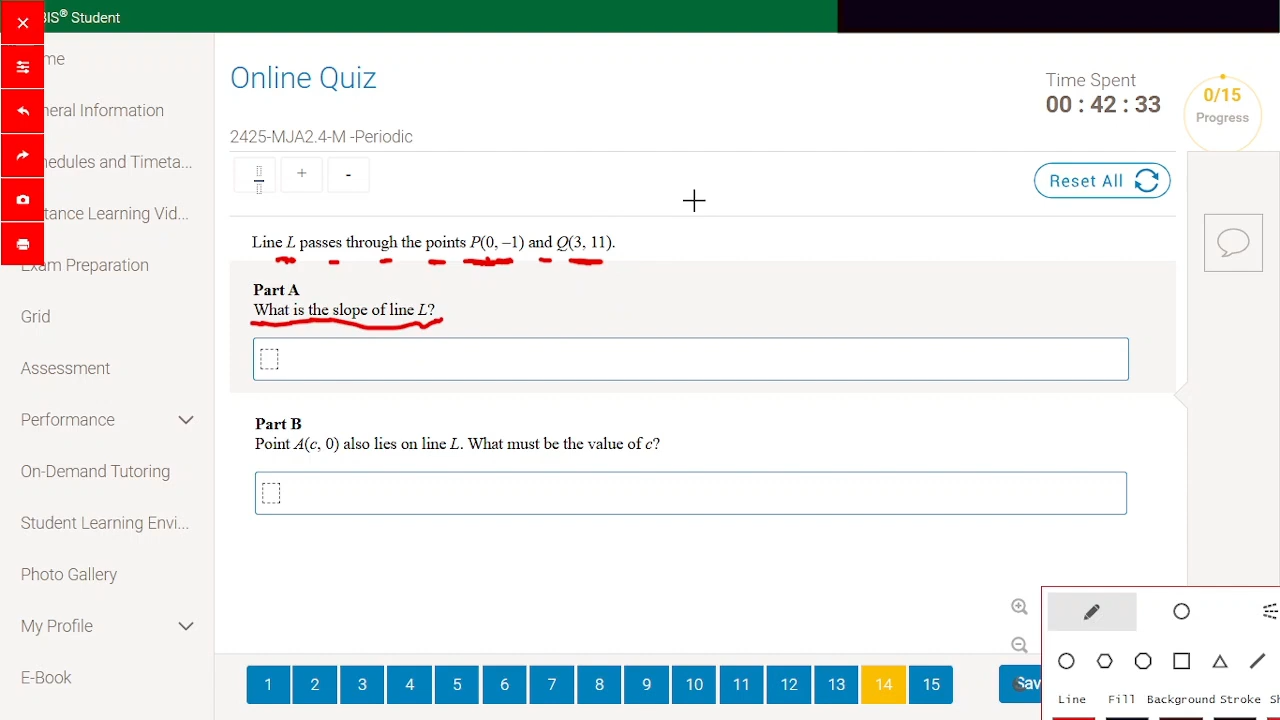 BIS® Student
me
neral Information
hedules and Timeta...
tance Learning Vid...
Exam Preparation
Grid
Assessment
Performance
On-Demand Tutoring
Student Learning Envi...
Photo Gallery
My Profile
E-Book
Online Quiz
Time Spent
00 : 42 : 33
0/15
Progress
2425-MJA2.4-M -Periodic
+ -
Reset All
Line L passes through the points P(0, –1) and Q(3, 11).
Part A
What is the slope of line L?
Part B
Point A(c, 0) also lies on line L. What must be the value of c?
1 2 3 4 5 6 7 8 9 10 11 12 13 14 15
Sav
Line Fill Background Stroke Sh